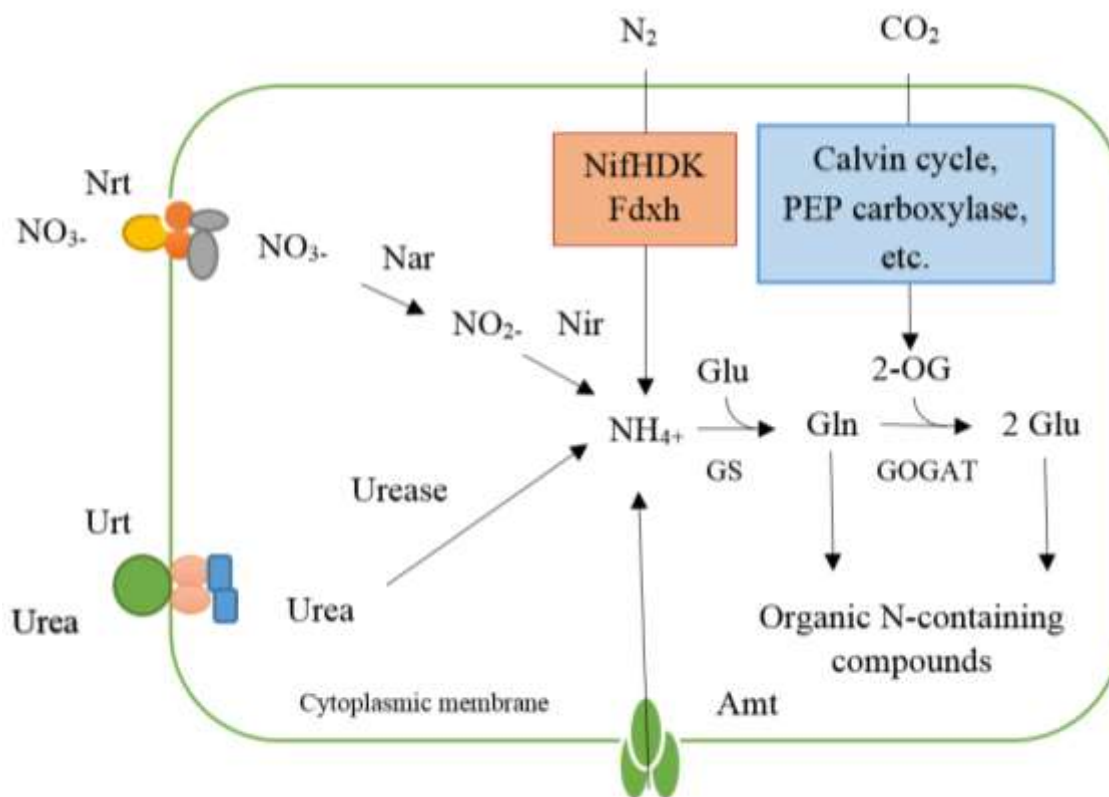 N₂
CO₂
NifHDK
Fdxh
Calvin cycle,
PEP carboxylase,
etc.
Nrt
NO₃-
NO₃-
Nar
NO₂-
Nir
Glu
2-OG
NH₄+
Gln
2 Glu
GS
GOGAT
Urease
Urt
Urea
Urea
Organic N-containing
compounds
Cytoplasmic membrane
Amt